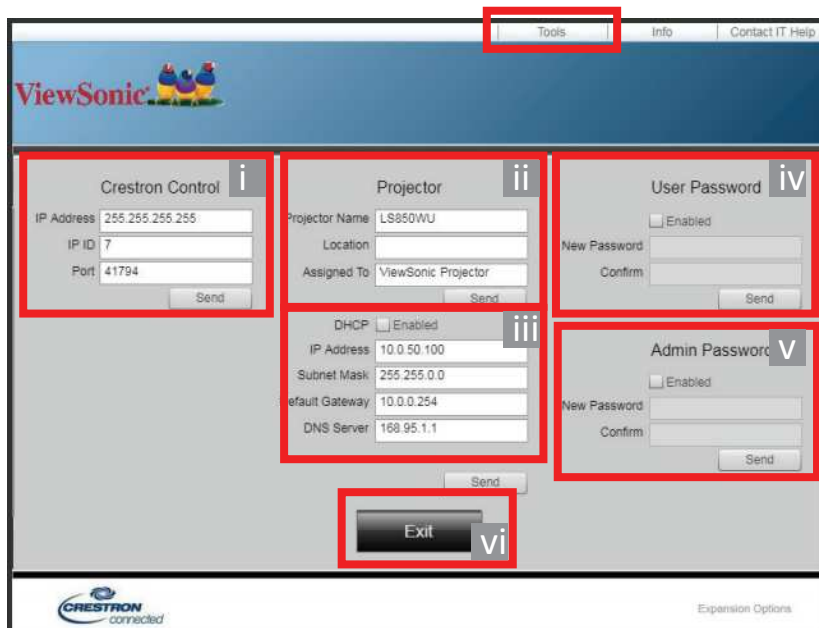 Tools Info Contact IT Help
ViewSonic
i
Crestron Control
IP Address 255.255.255.255
IP ID 7
Port 41794
Send
ii
Projector
Projector Name LS850WU
Location
Assigned To ViewSonic Projector
Send
iii
DHCP Enabled
IP Address 10.0.50.100
Subnet Mask 255.255.0.0
Default Gateway 10.0.0.254
DNS Server 168.95.1.1
Send
iv
User Password
Enabled
New Password
Confirm
Send
v
Admin Password
Enabled
New Password
Confirm
Send
Exit
vi
CRESTRON
connected
Expansion Options